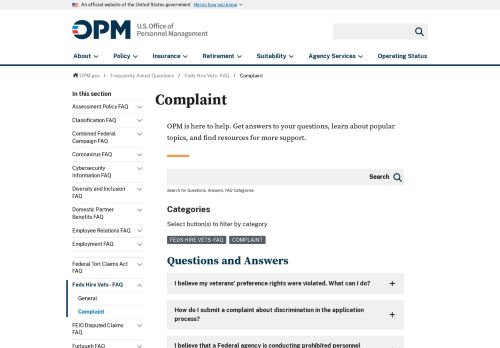 An official website of the United States government Here's how you know
OPM
U.S. Office of
Personnel Management
About Policy Insurance Retirement Suitability Agency Services Operating Status
OPM.gov / Frequently Asked Questions / Feds Hire Vets - FAQ / Complaint
In this section
Assessment Policy FAQ
Classification FAQ
Combined Federal
Campaign FAQ
Coronavirus FAQ
Cybersecurity
Information FAQ
Diversity and Inclusion
FAQ
Domestic Partner
Benefits FAQ
Employee Relations FAQ
Employment FAQ
Federal Tort Claims Act
FAQ
Feds Hire Vets - FAQ
General
Complaint
FEIO Disputed Claims
FAQ
Furlough FAQ
Complaint
OPM is here to help. Get answers to your questions, learn about popular
topics, and find resources for more support.
Search
Search for Questions, Answers, FAQ Categories
Categories
Select button(s) to filter by category
FEDS HIRE VETS - FAQ COMPLAINT
Questions and Answers
I believe my veterans' preference rights were violated. What can I do?
How do I submit a complaint about discrimination in the application
process?
I believe that a Federal agency is conducting prohibited personnel